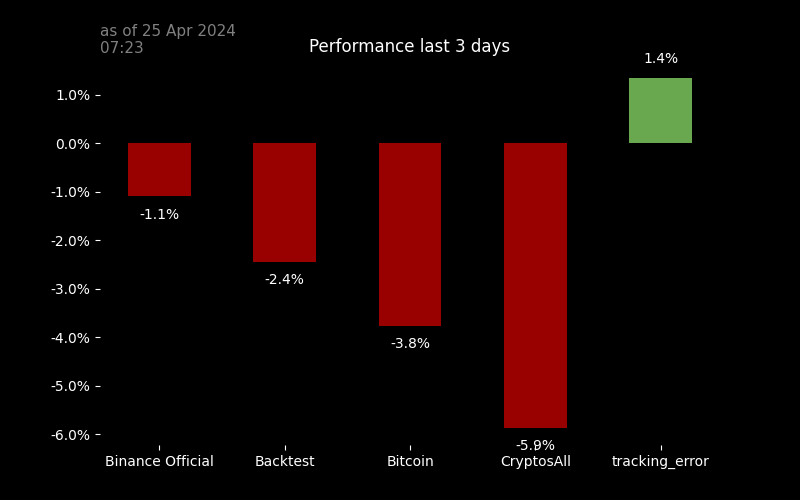 as of 25 Apr 2024
07:23
Performance last 3 days
1.4%
1.0%
0.0%
-1.0%
-1.1%
-2.0%
-2.4%
-3.0%
-3.8%
-4.0%
-5.0%
-6.0%
-5.9%
Binance Official
Backtest
Bitcoin
CryptosAll
tracking_error